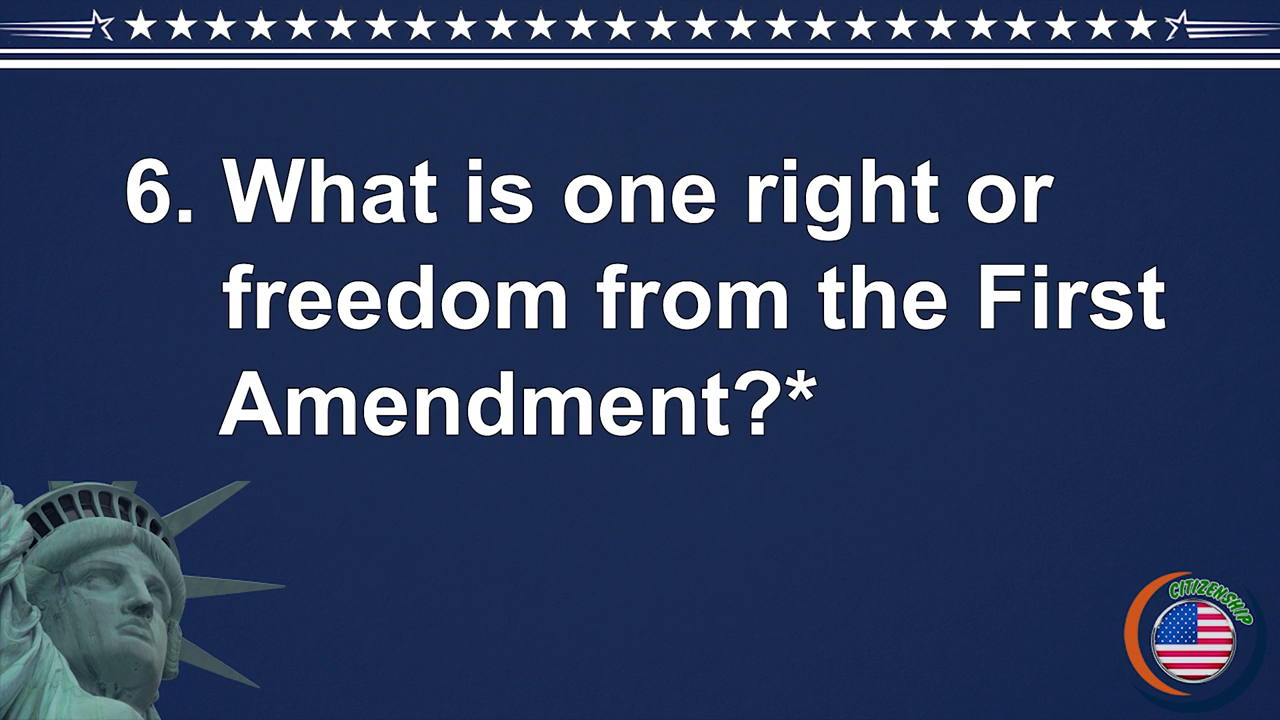 6. What is one right or
freedom from the First
Amendment?*
CITIZENSHIP